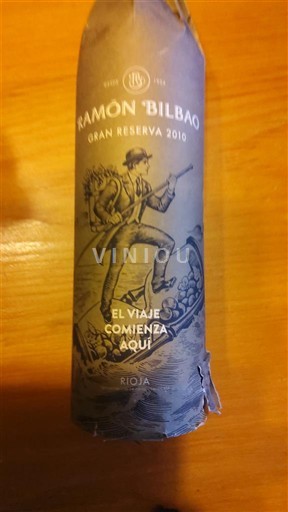 DESDE 1924
RAMÓN BILBAO
GRAN RESERVA 2010
VINIOU
EL VIAJE
COMIENZA
AQUÍ
RIOJA